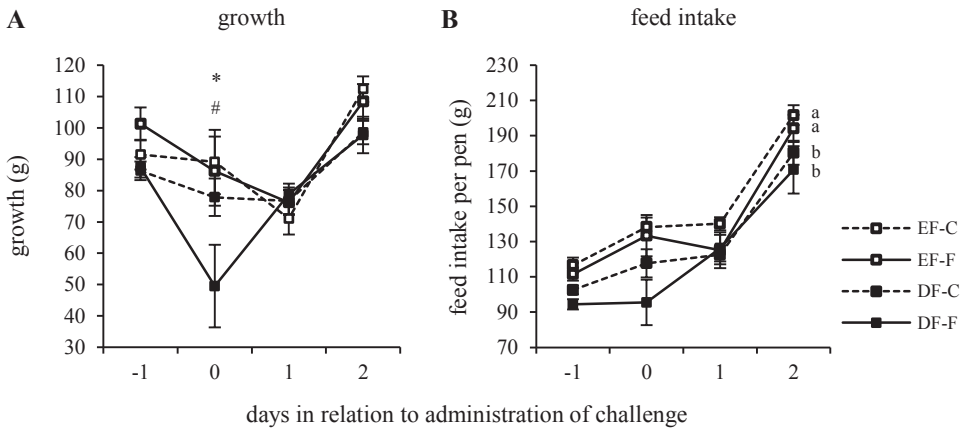 A growth
growth (g)
120
110
100
90
80
70
60
50
40
30
*
#
-1 0 1 2
B feed intake
feed intake per pen (g)
230
210
190
170
150
130
110
90
70
a
a
b
b
-1 0 1 2
EF-C
EF-F
DF-C
DF-F
days in relation to administration of challenge